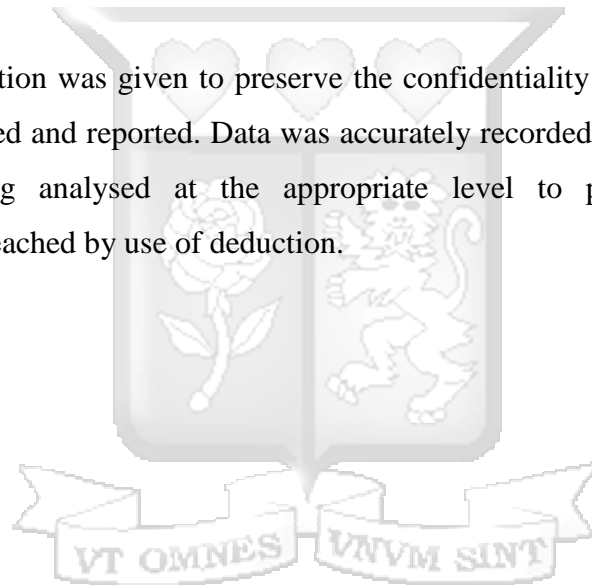 tion was given to preserve the confidentiality
ed and reported. Data was accurately recorded
g analysed at the appropriate level to p
eached by use of deduction.
VT OMNES VNVM SINT